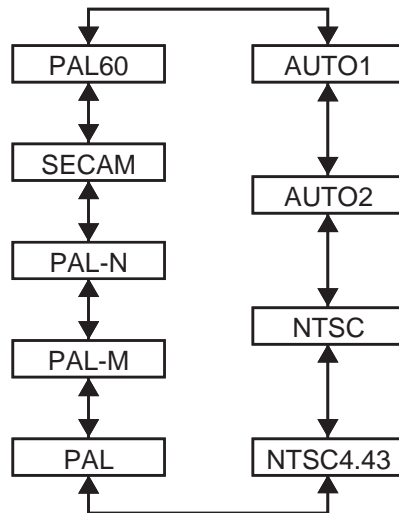 PAL60
AUTO1
SECAM
AUTO2
PAL-N
NTSC
PAL-M
PAL
NTSC4.43